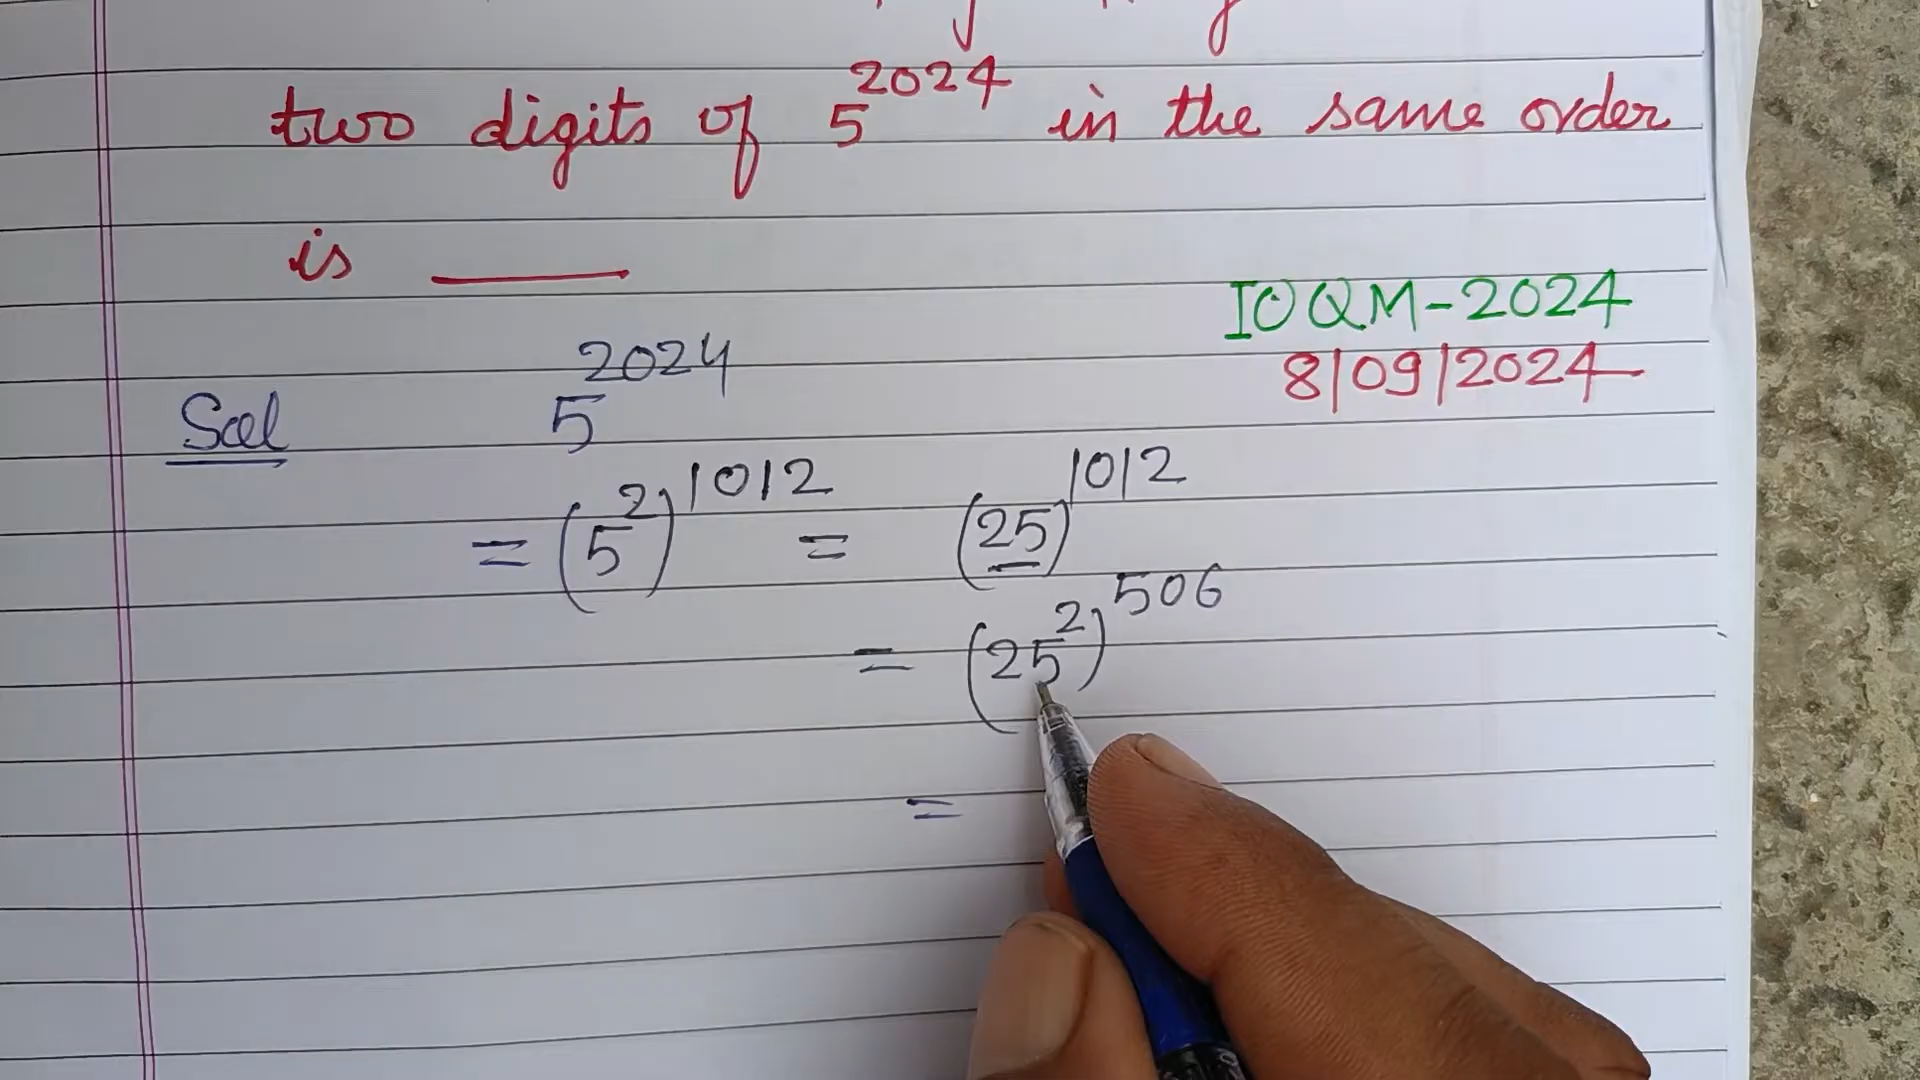 two digits of 5^2024 in the same order
is ______
IOQM-2024
8/09/2024
Sol 5^2024
= (5^2)^1012 = (25)^1012
= (25^2)^506
=